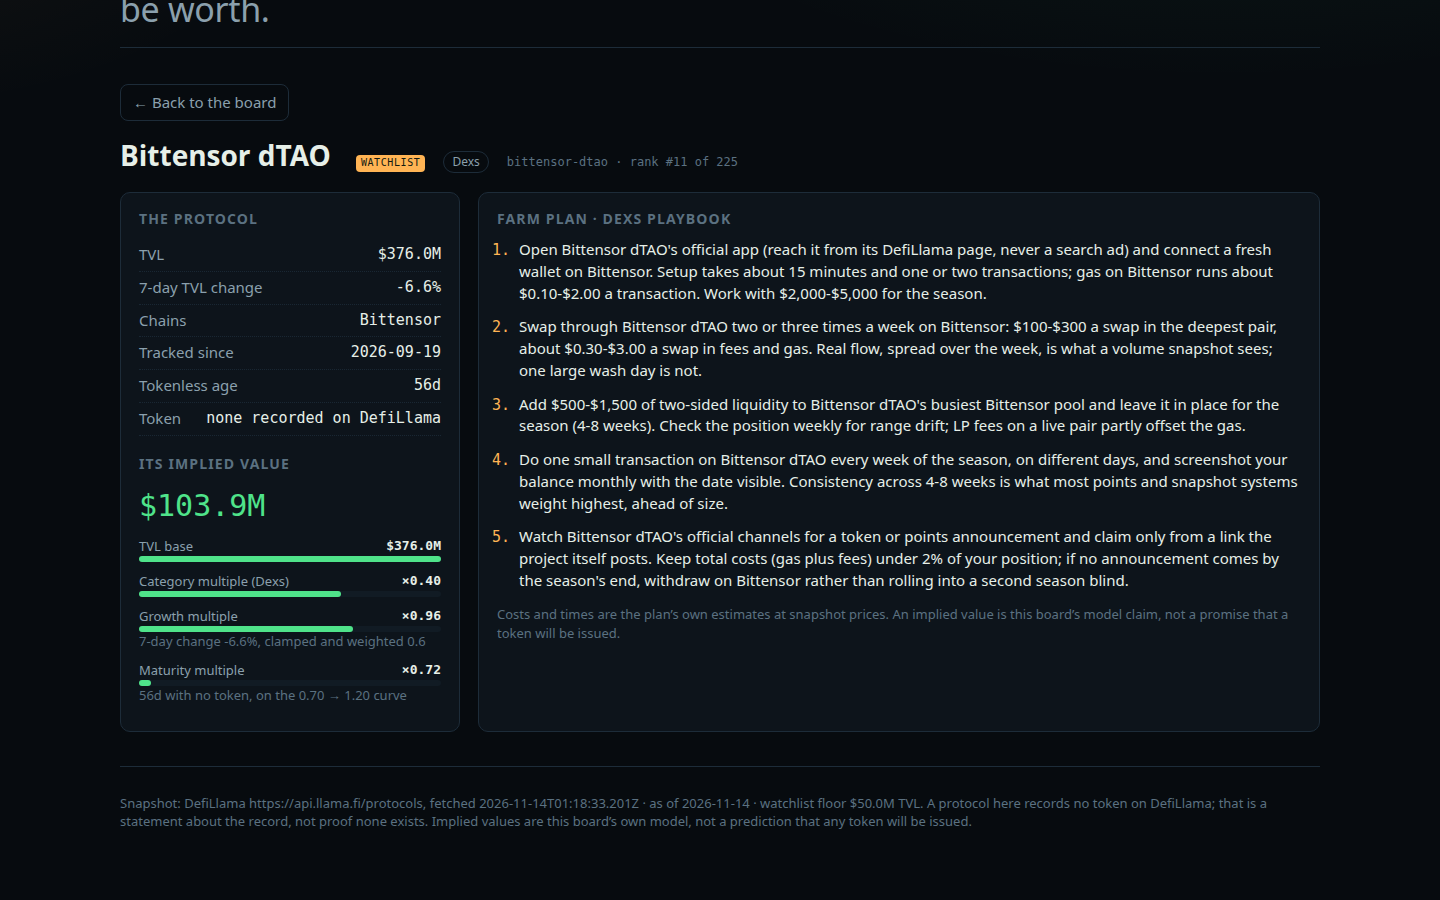 be worth.
← Back to the board
Bittensor dTAO WATCHLIST Dexs bittensor-dtao · rank #11 of 225
THE PROTOCOL
TVL $376.0M
7-day TVL change -6.6%
Chains Bittensor
Tracked since 2026-09-19
Tokenless age 56d
Token none recorded on DefiLlama
ITS IMPLIED VALUE
$103.9M
TVL base $376.0M
Category multiple (Dexs) ×0.40
Growth multiple ×0.96
7-day change -6.6%, clamped and weighted 0.6
Maturity multiple ×0.72
56d with no token, on the 0.70 → 1.20 curve
FARM PLAN · DEXS PLAYBOOK
1. Open Bittensor dTAO's official app (reach it from its DefiLlama page, never a search ad) and connect a fresh
wallet on Bittensor. Setup takes about 15 minutes and one or two transactions; gas on Bittensor runs about
$0.10-$2.00 a transaction. Work with $2,000-$5,000 for the season.
2. Swap through Bittensor dTAO two or three times a week on Bittensor: $100-$300 a swap in the deepest pair,
about $0.30-$3.00 a swap in fees and gas. Real flow, spread over the week, is what a volume snapshot sees;
one large wash day is not.
3. Add $500-$1,500 of two-sided liquidity to Bittensor dTAO's busiest Bittensor pool and leave it in place for the
season (4-8 weeks). Check the position weekly for range drift; LP fees on a live pair partly offset the gas.
4. Do one small transaction on Bittensor dTAO every week of the season, on different days, and screenshot your
balance monthly with the date visible. Consistency across 4-8 weeks is what most points and snapshot systems
weight highest, ahead of size.
5. Watch Bittensor dTAO's official channels for a token or points announcement and claim only from a link the
project itself posts. Keep total costs (gas plus fees) under 2% of your position; if no announcement comes by
the season's end, withdraw on Bittensor rather than rolling into a second season blind.
Costs and times are the plan's own estimates at snapshot prices. An implied value is this board's model claim, not a promise that a
token will be issued.
Snapshot: DefiLlama https://api.llama.fi/protocols, fetched 2026-11-14T01:18:33.201Z · as of 2026-11-14 · watchlist floor $50.0M TVL. A protocol here records no token on DefiLlama; that is a
statement about the record, not proof none exists. Implied values are this board's own model, not a prediction that any token will be issued.